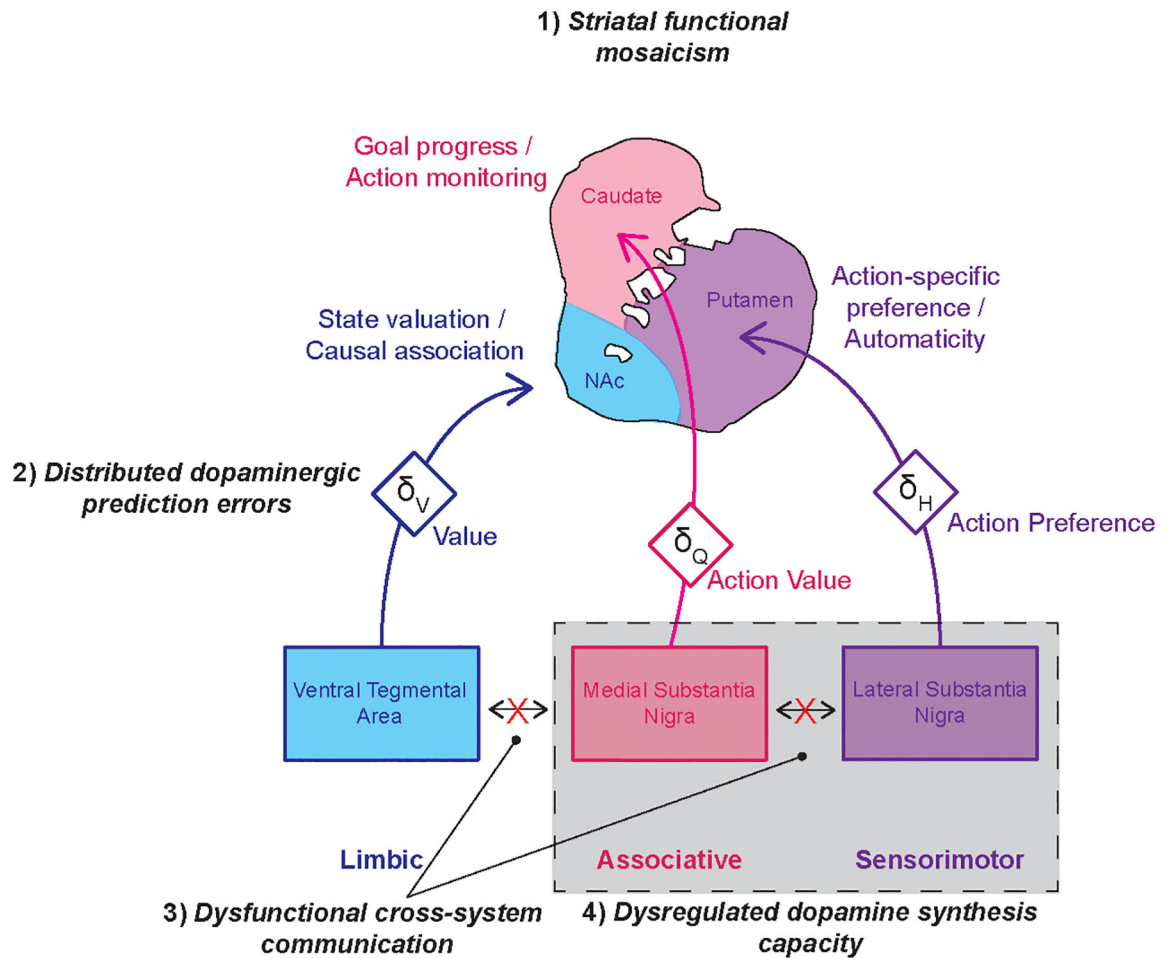 1) Striatal functional
mosaicism
Goal progress /
Action monitoring
Caudate
Putamen
Action-specific
preference /
Automaticity
State valuation /
Causal association
NAc
2) Distributed dopaminergic
prediction errors
δV
Value
δQ
Action Value
δH
Action Preference
Ventral Tegmental
Area
X
Medial Substantia
Nigra
X
Lateral Substantia
Nigra
Limbic
Associative
Sensorimotor
3) Dysfunctional cross-system
communication
4) Dysregulated dopamine synthesis
capacity